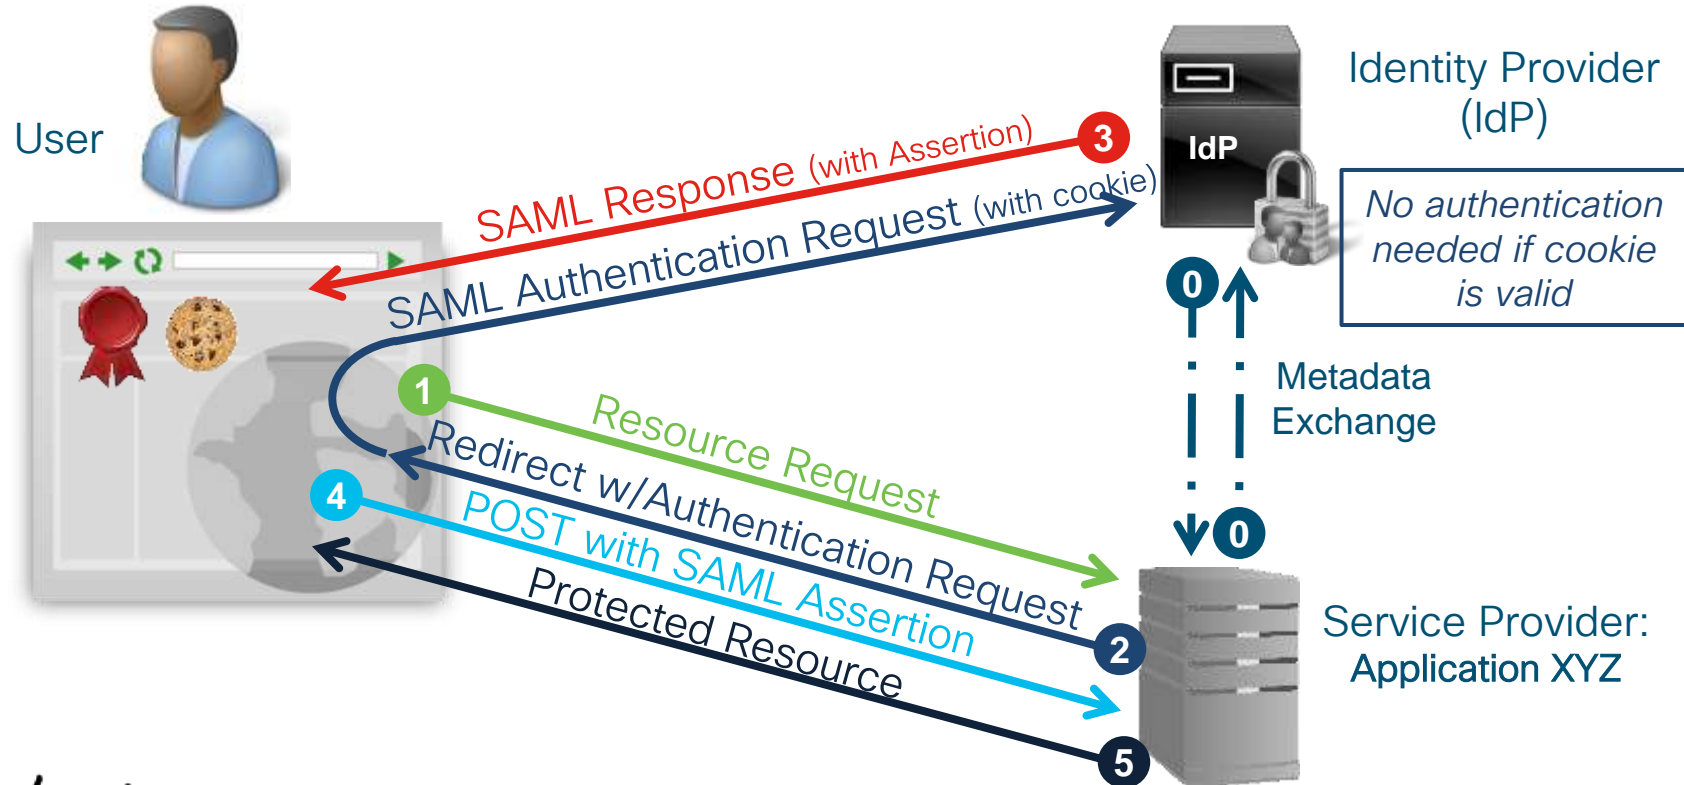 User
Identity Provider
(IdP)
IdP
3
SAML Response (with Assertion)
SAML Authentication Request (with cookie)
No authentication
needed if cookie
is valid
0
Metadata
Exchange
0
1
Resource Request
Redirect w/Authentication Request
2
4
POST with SAML Assertion
Protected Resource
5
Service Provider:
Application XYZ